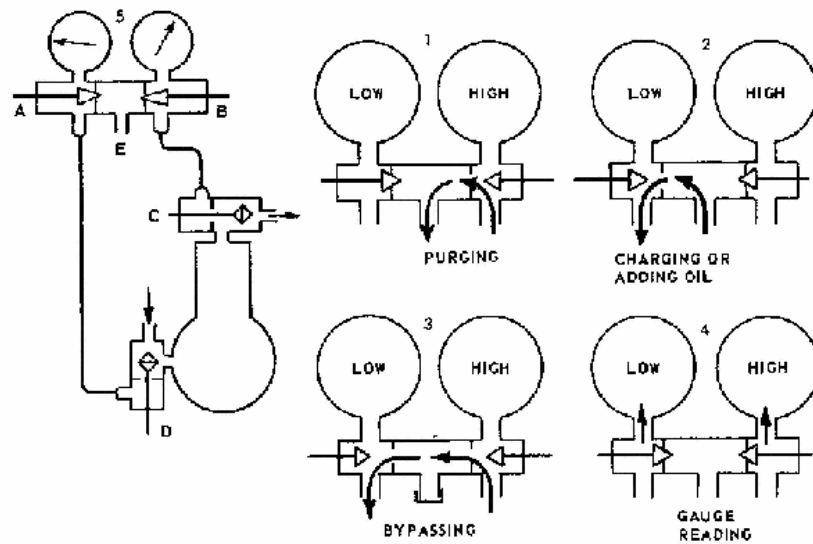 5
A
B
E
C
D
1
LOW HIGH
PURGING
2
LOW HIGH
CHARGING OR
ADDING OIL
3
LOW HIGH
BYPASSING
4
LOW HIGH
GAUGE
READING